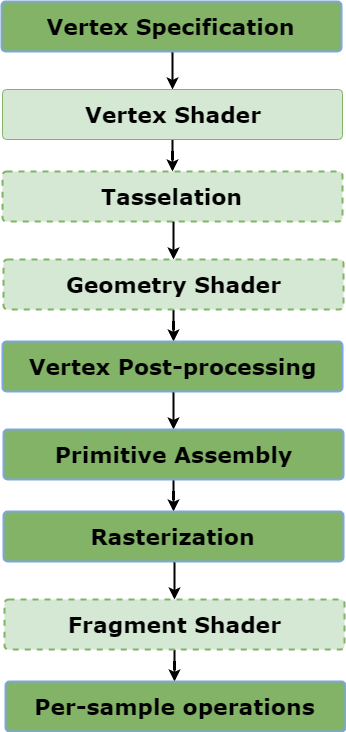 Vertex Specification
Vertex Shader
Tasselation
Geometry Shader
Vertex Post-processing
Primitive Assembly
Rasterization
Fragment Shader
Per-sample operations